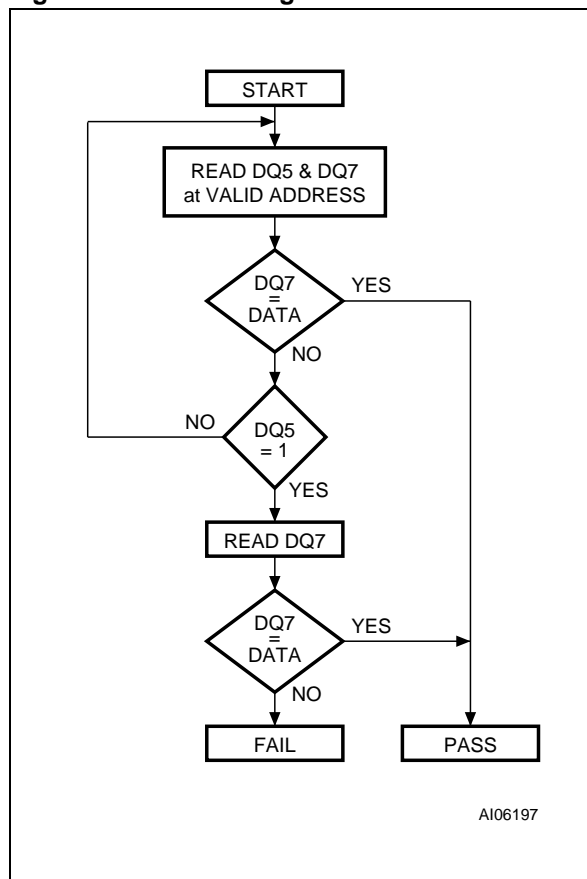 START
READ DQ5 & DQ7
at VALID ADDRESS
DQ7
=
DATA
YES
NO
NO
DQ5
= 1
YES
READ DQ7
DQ7
=
DATA
YES
NO
FAIL
PASS
AI06197